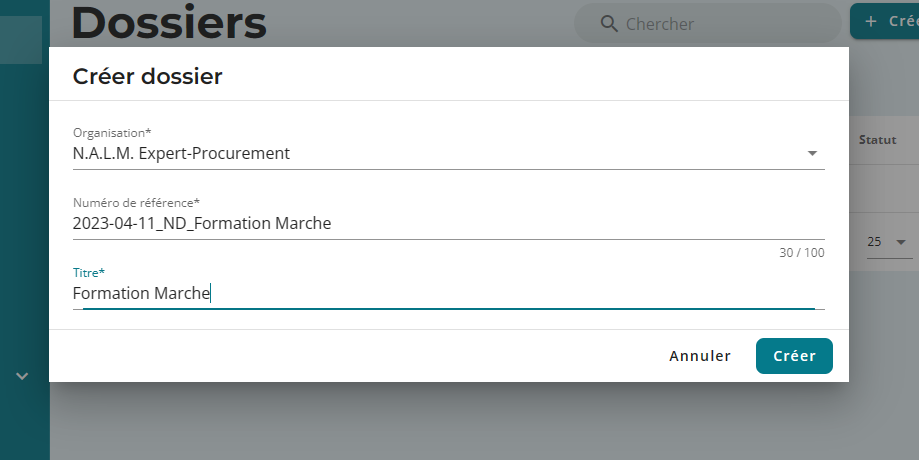 Dossiers
Chercher
+ Créer dossier
Organisation*
N.A.L.M. Expert-Procurement
Statut
Numéro de référence*
2023-04-11_ND_Formation Marche
25
30 / 100
Titre*
Formation Marche
Annuler
Créer